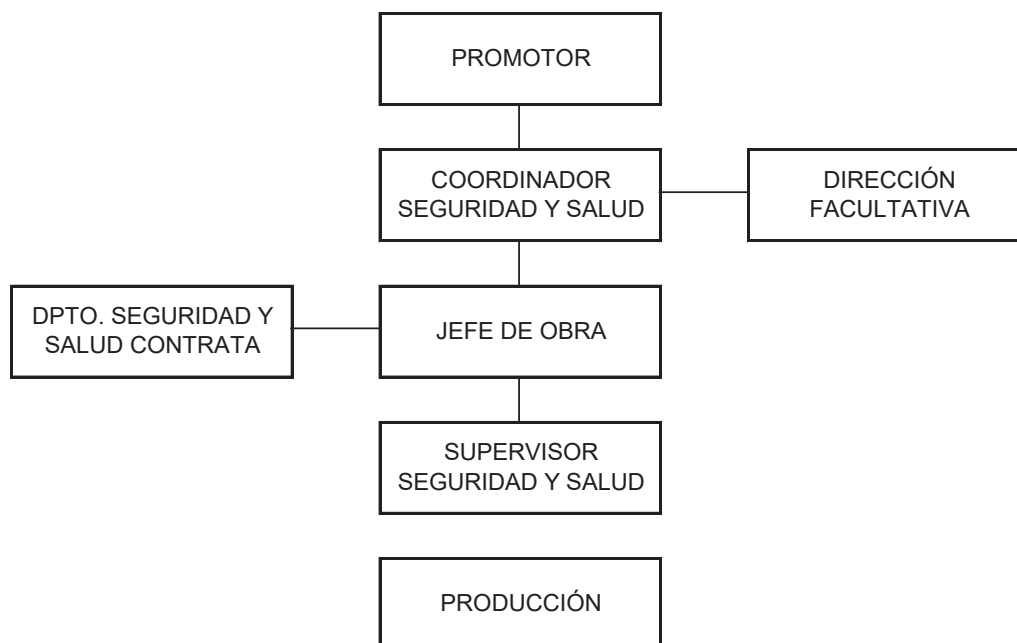 PROMOTOR
COORDINADOR
SEGURIDAD Y SALUD
DIRECCIÓN
FACULTATIVA
DPTO. SEGURIDAD Y
SALUD CONTRATA
JEFE DE OBRA
SUPERVISOR
SEGURIDAD Y SALUD
PRODUCCIÓN